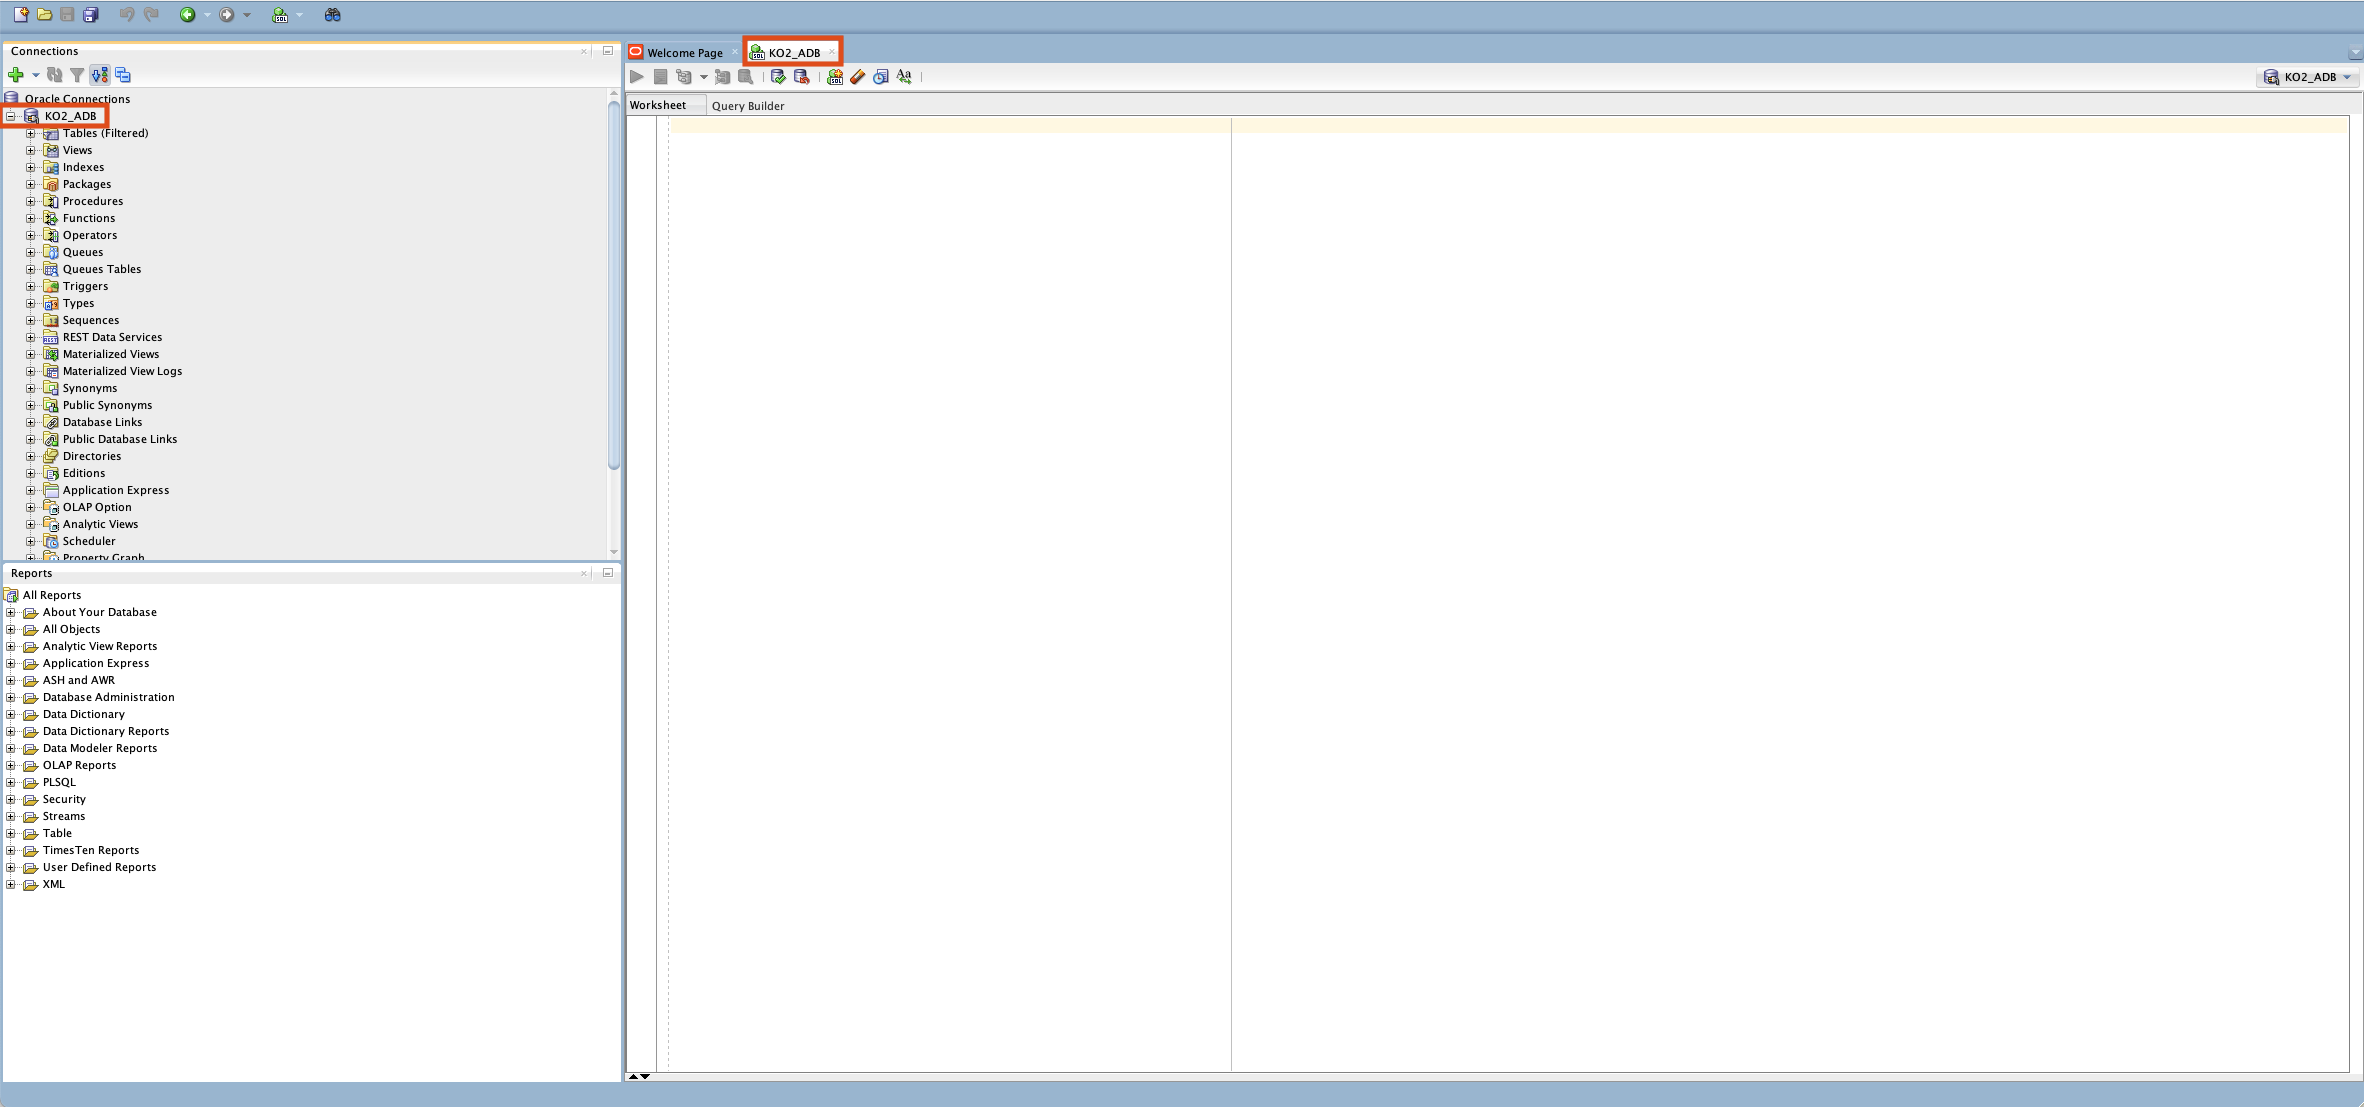 Connections
Oracle Connections
KO2_ADB
Tables (Filtered)
Views
Indexes
Packages
Procedures
Functions
Operators
Queues
Queues Tables
Triggers
Types
Sequences
REST Data Services
Materialized Views
Materialized View Logs
Synonyms
Public Synonyms
Database Links
Public Database Links
Directories
Editions
Application Express
OLAP Option
Analytic Views
Scheduler
Property Graph
Reports
All Reports
About Your Database
All Objects
Analytic View Reports
Application Express
ASH and AWR
Database Administration
Data Dictionary
Data Dictionary Reports
Data Modeler Reports
OLAP Reports
PLSQL
Security
Streams
Table
TimesTen Reports
User Defined Reports
XML
Welcome Page KO2_ADB
KO2_ADB
Worksheet Query Builder